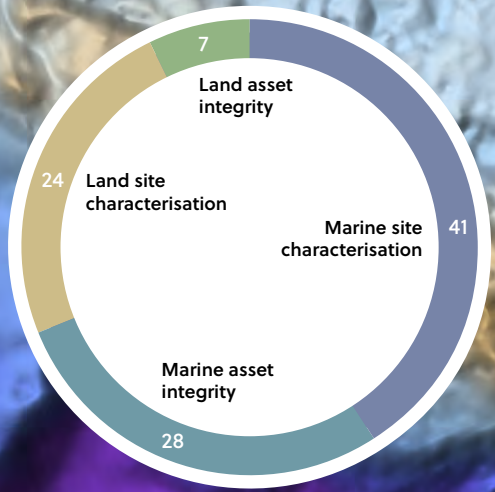 7
Land asset
integrity
24
Land site
characterisation
Marine site
characterisation
41
Marine asset
integrity
28